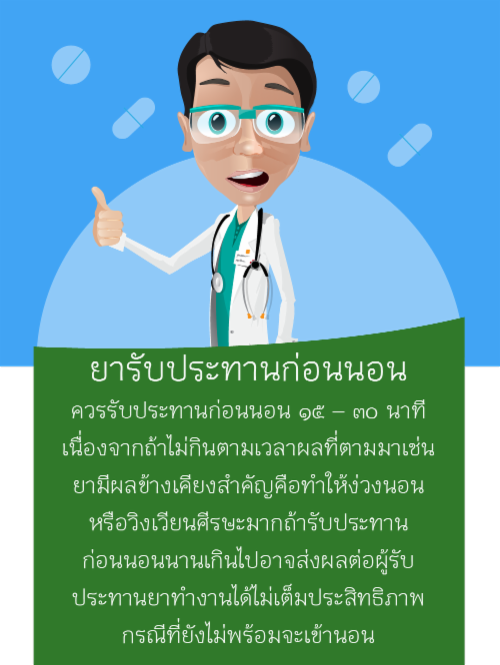 ยารับประทานก่อนนอน
ควรรับประทานก่อนนอน ๑๕ – ๓๐ นาที
เนื่องจากถ้าไม่กินตามเวลาผลที่ตามมาเช่น
ยามีผลข้างเคียงสำคัญคือทำให้ง่วงนอน
หรือวิงเวียนศีรษะมากถ้ารับประทาน
ก่อนนอนนานเกินไปอาจส่งผลต่อผู้รับ
ประทานยาทำงานได้ไม่เต็มประสิทธิภาพ
กรณีที่ยังไม่พร้อมจะเข้านอน